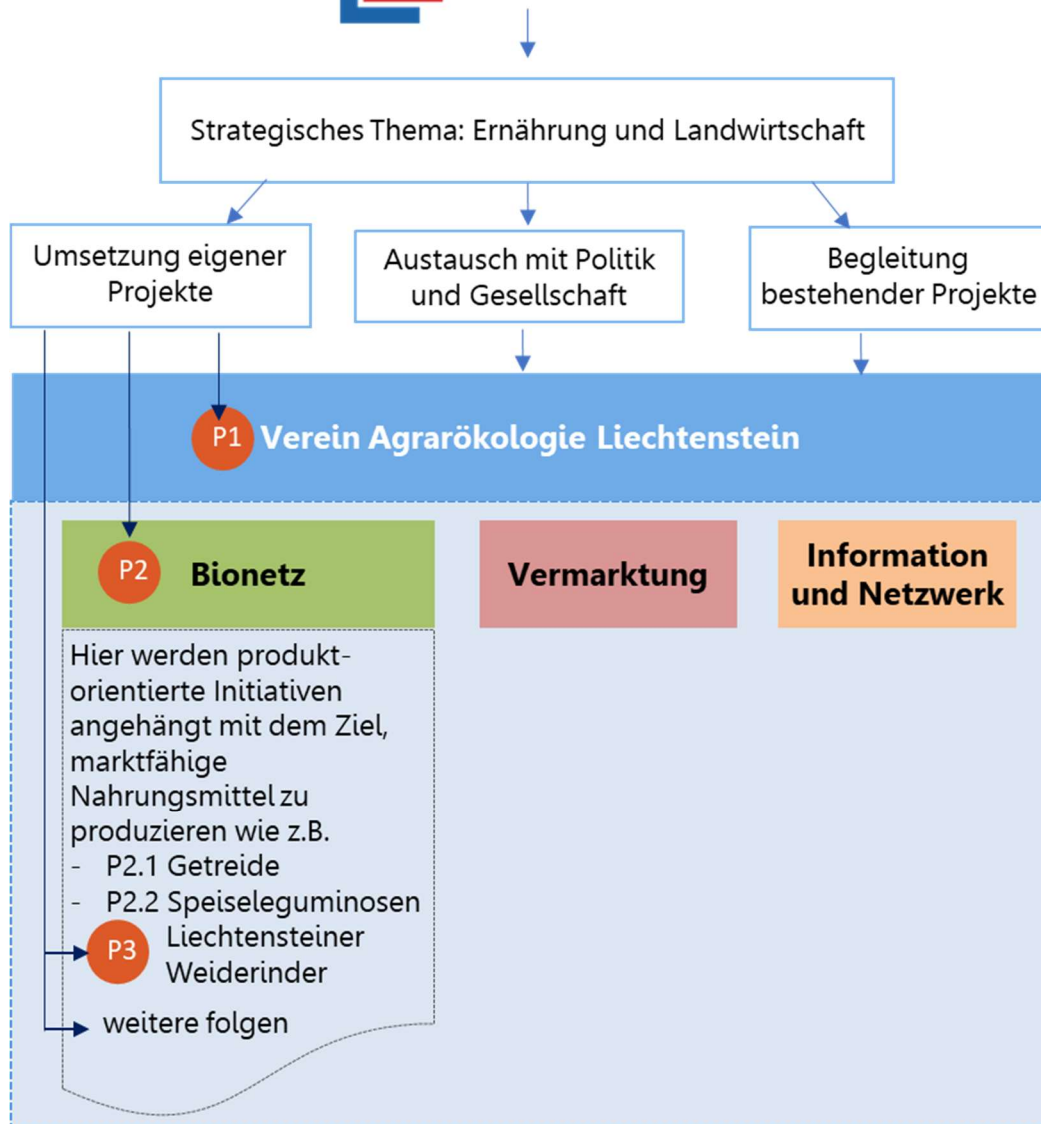 Strategisches Thema: Ernährung und Landwirtschaft
Umsetzung eigener
Projekte
Austausch mit Politik
und Gesellschaft
Begleitung
bestehender Projekte
P1 Verein Agrarökologie Liechtenstein
P2 Bionetz
Vermarktung
Information
und Netzwerk
Hier werden produkt-
orientierte Initiativen
angehängt mit dem Ziel,
marktfähige
Nahrungsmittel zu
produzieren wie z.B.
- P2.1 Getreide
- P2.2 Speiseleguminosen
P3 Liechtensteiner
Weiderinder
weitere folgen